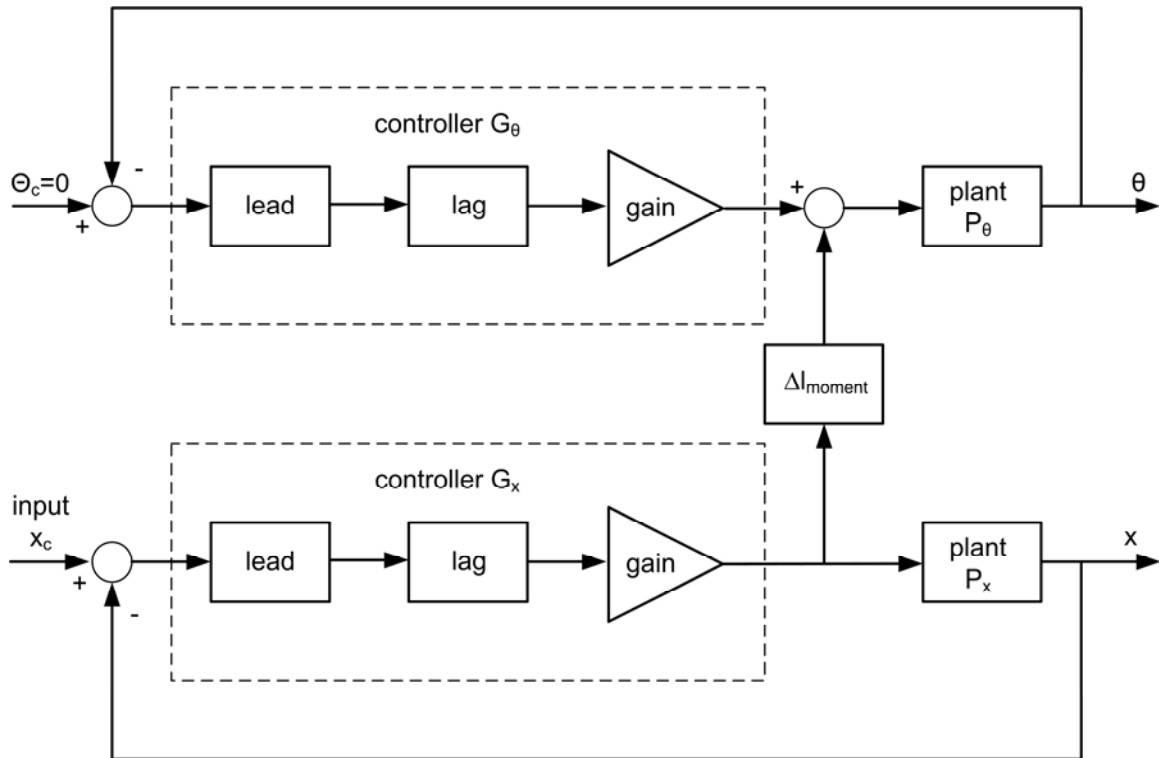 controller Gθ
Θc=0
-
+
lead
lag
gain
+
plant
Pθ
θ
ΔImoment
controller Gx
input
xc
+
-
lead
lag
gain
plant
Px
x